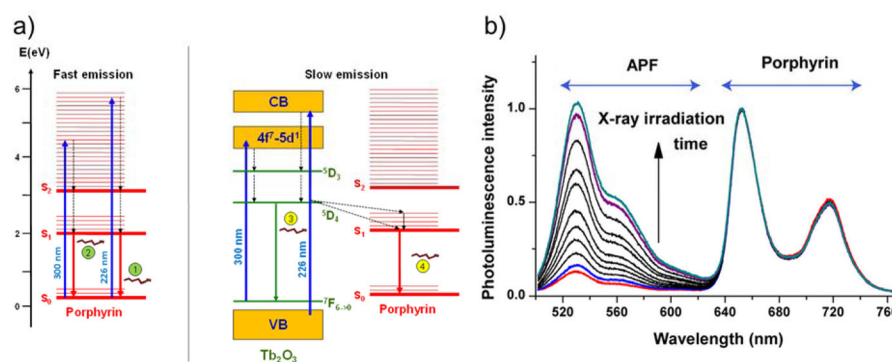 a)
E(eV)
Fast emission
6
4
2
0
S₂
S₁
S₀
300 nm
226 nm
2
1
Porphyrin
Slow emission
CB
4f⁷-5d¹
⁵D₃
⁵D₄
3
300 nm
226 nm
⁷F₆₋>₀
VB
Tb₂O₃
S₂
S₁
4
S₀
Porphyrin
b)
Photoluminescence intensity
1.0
0.5
0.0
APF
Porphyrin
X-ray irradiation
time
520 560 600 640 680 720 760
Wavelength (nm)